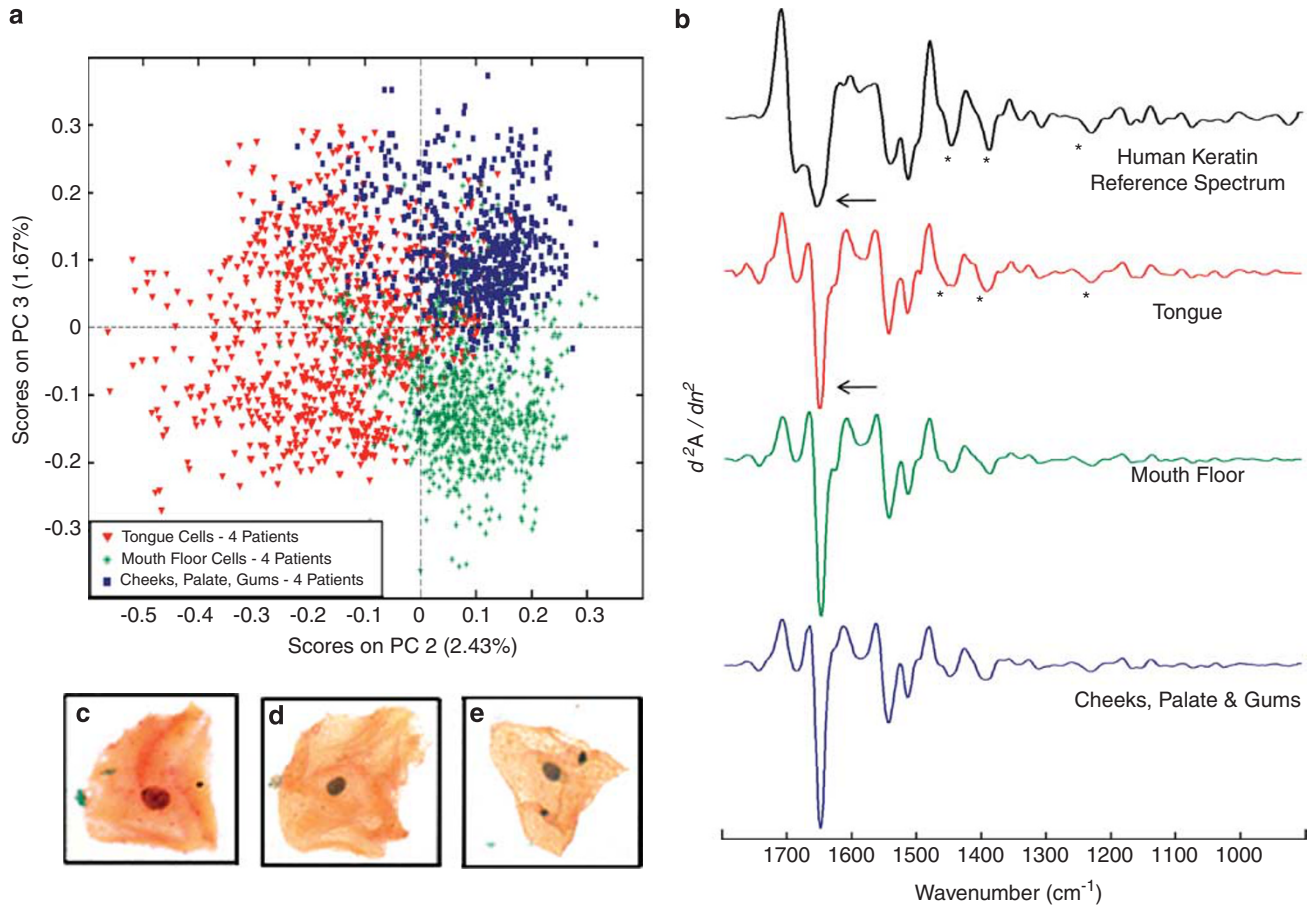 a
Scores on PC 3 (1.67%)
0.3
0.2
0.1
0
-0.1
-0.2
-0.3
Tongue Cells - 4 Patients
Mouth Floor Cells - 4 Patients
Cheeks, Palate, Gums - 4 Patients
-0.5 -0.4 -0.3 -0.2 -0.1 0 0.1 0.2 0.3
Scores on PC 2 (2.43%)
b
d²A / dn²
* * *
Human Keratin
Reference Spectrum
* * *
Tongue
Mouth Floor
Cheeks, Palate & Gums
1700 1600 1500 1400 1300 1200 1100 1000
Wavenumber (cm⁻¹)
c
d
e